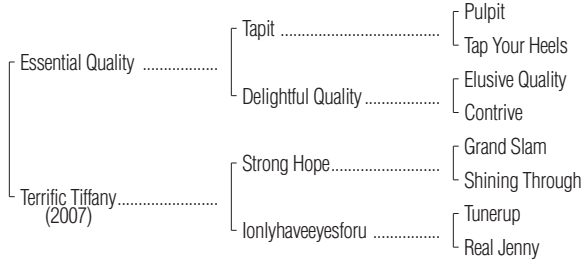 Pulpit
Tapit ........................................
Tap Your Heels
Essential Quality ...................
Elusive Quality
Delightful Quality ...................
Contrive
Grand Slam
Strong Hope...........................
Shining Through
Terrific Tiffany.........................
(2007)
Tunerup
Ionlyhaveeyesforu .................
Real Jenny